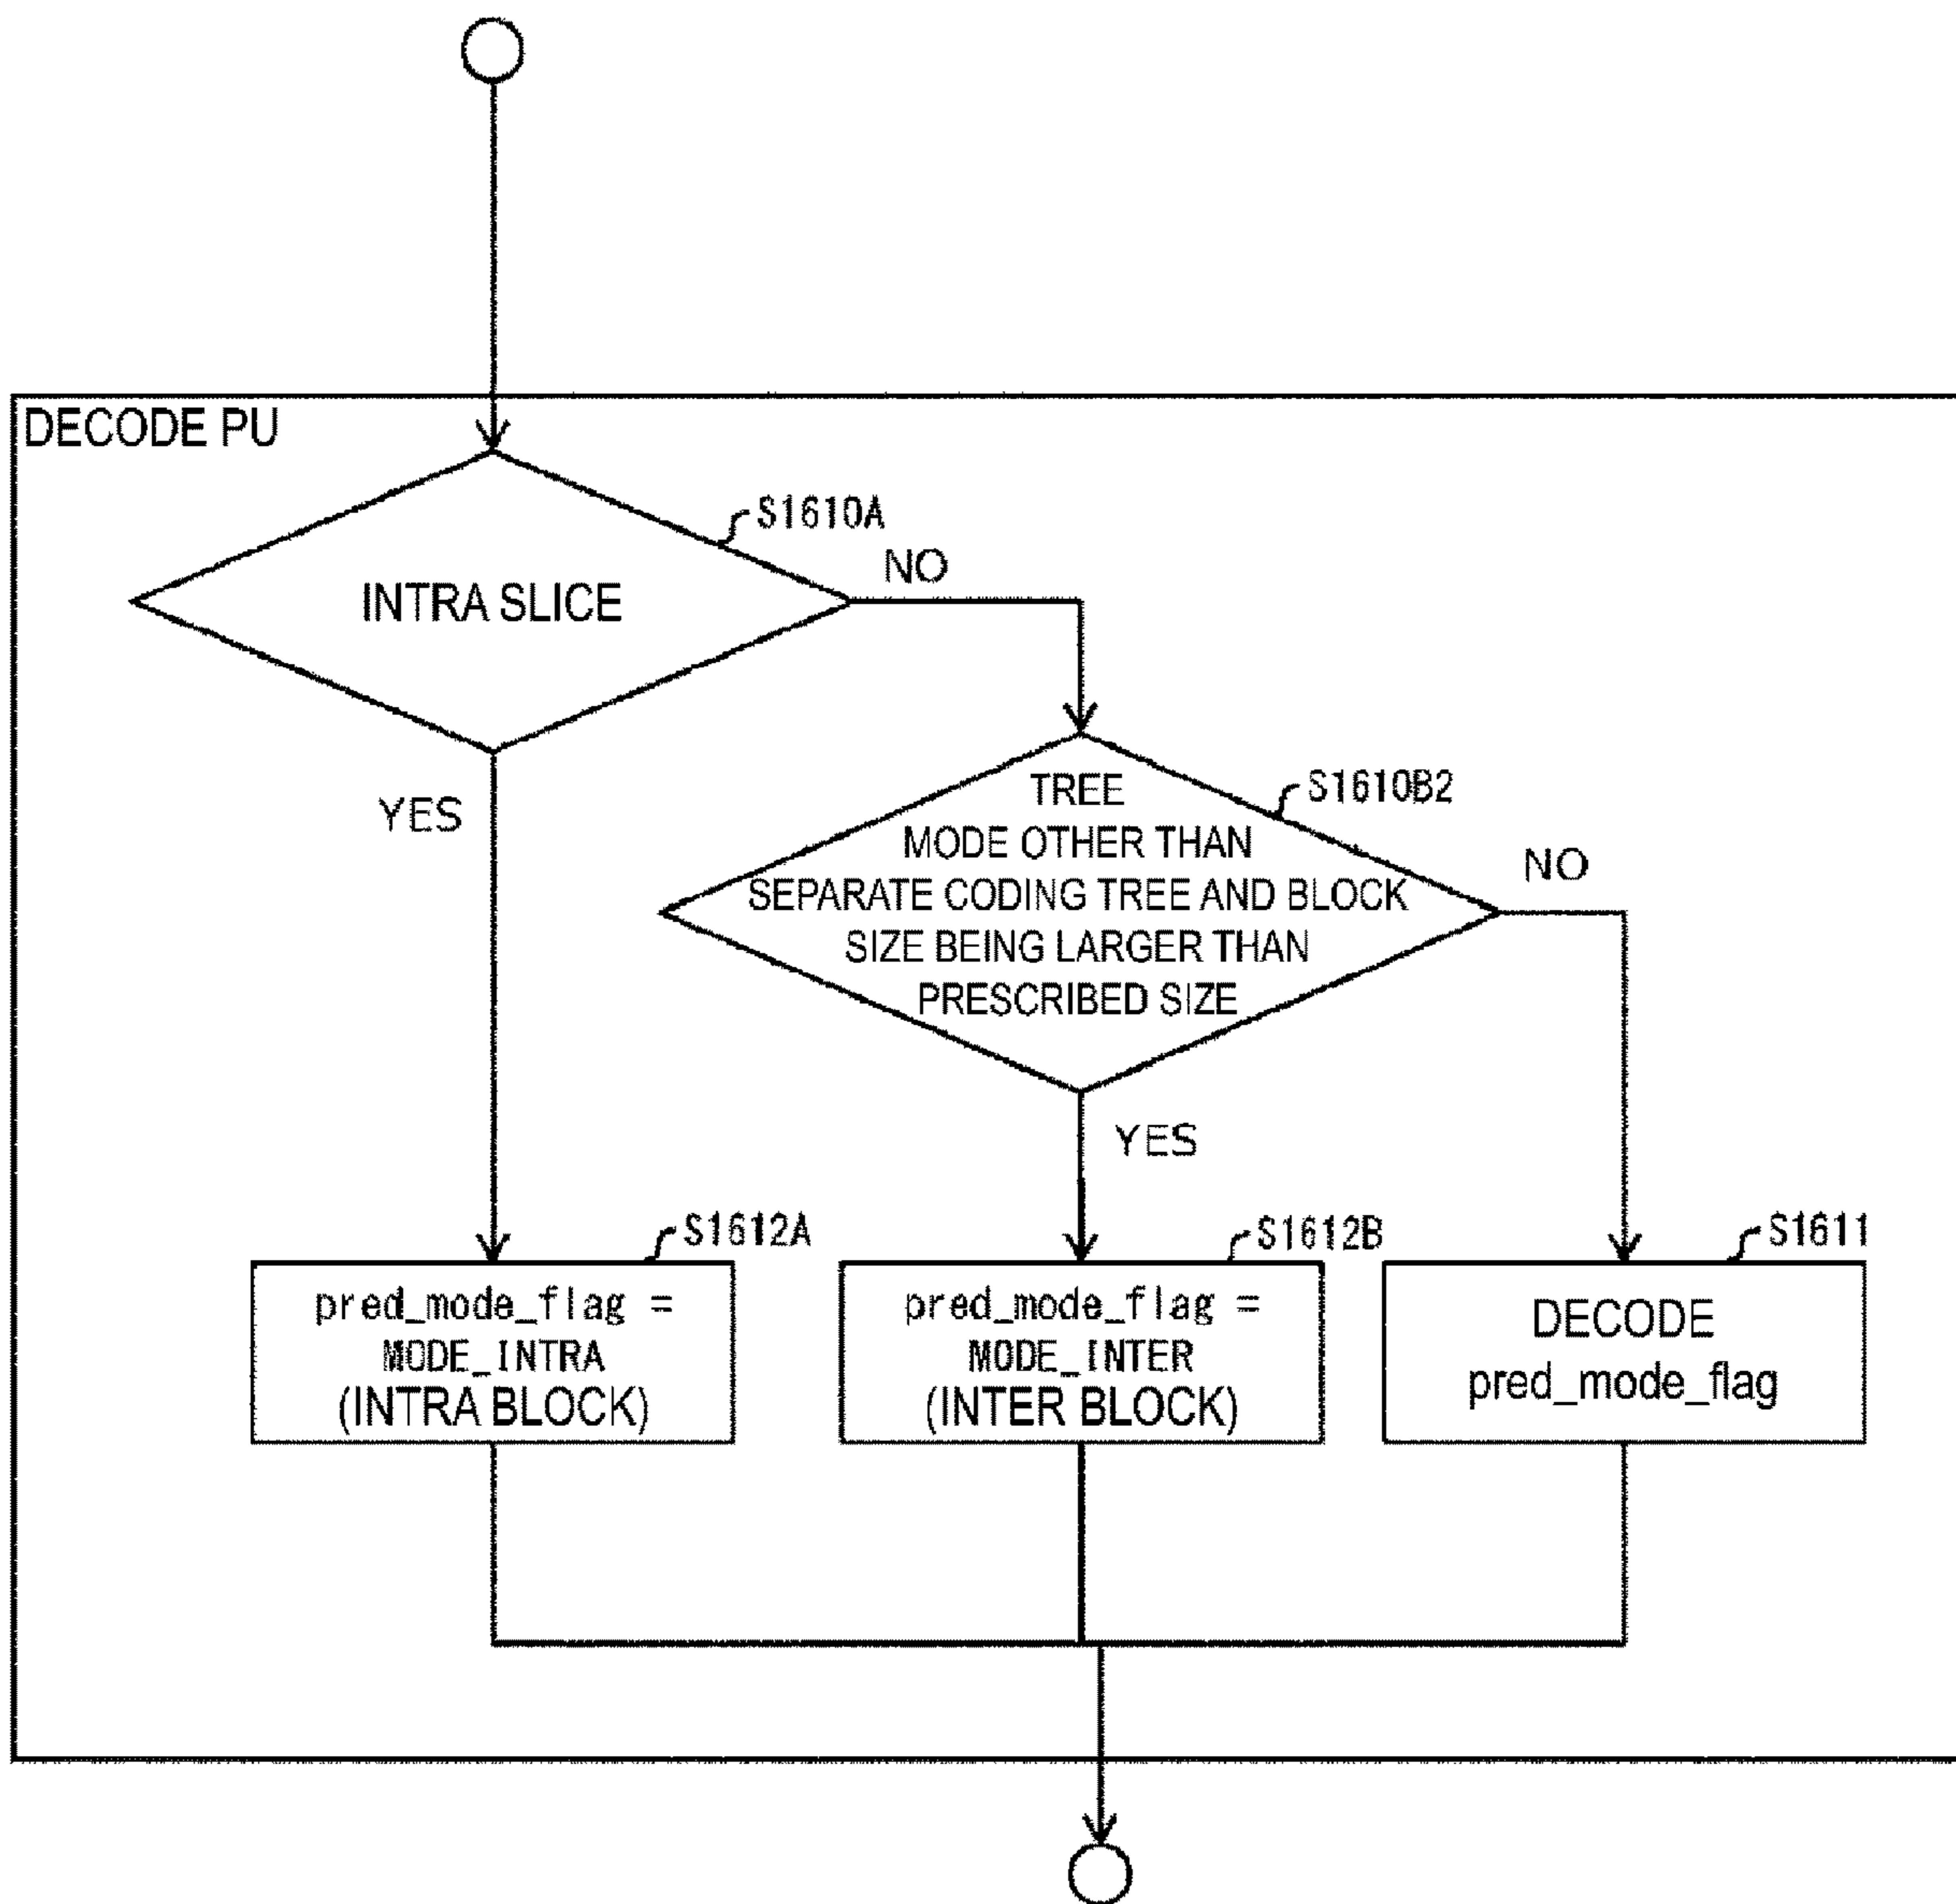 DECODE PU
S1610A
NO
INTRA SLICE
YES
S1610B2
TREE
MODE OTHER THAN
SEPARATE CODING TREE AND BLOCK
SIZE BEING LARGER THAN
PRESCRIBED SIZE
NO
YES
S1612A
pred_mode_flag =
MODE_INTRA
(INTRA BLOCK)
S1612B
pred_mode_flag =
MODE_INTER
(INTER BLOCK)
S1611
DECODE
pred_mode_flag